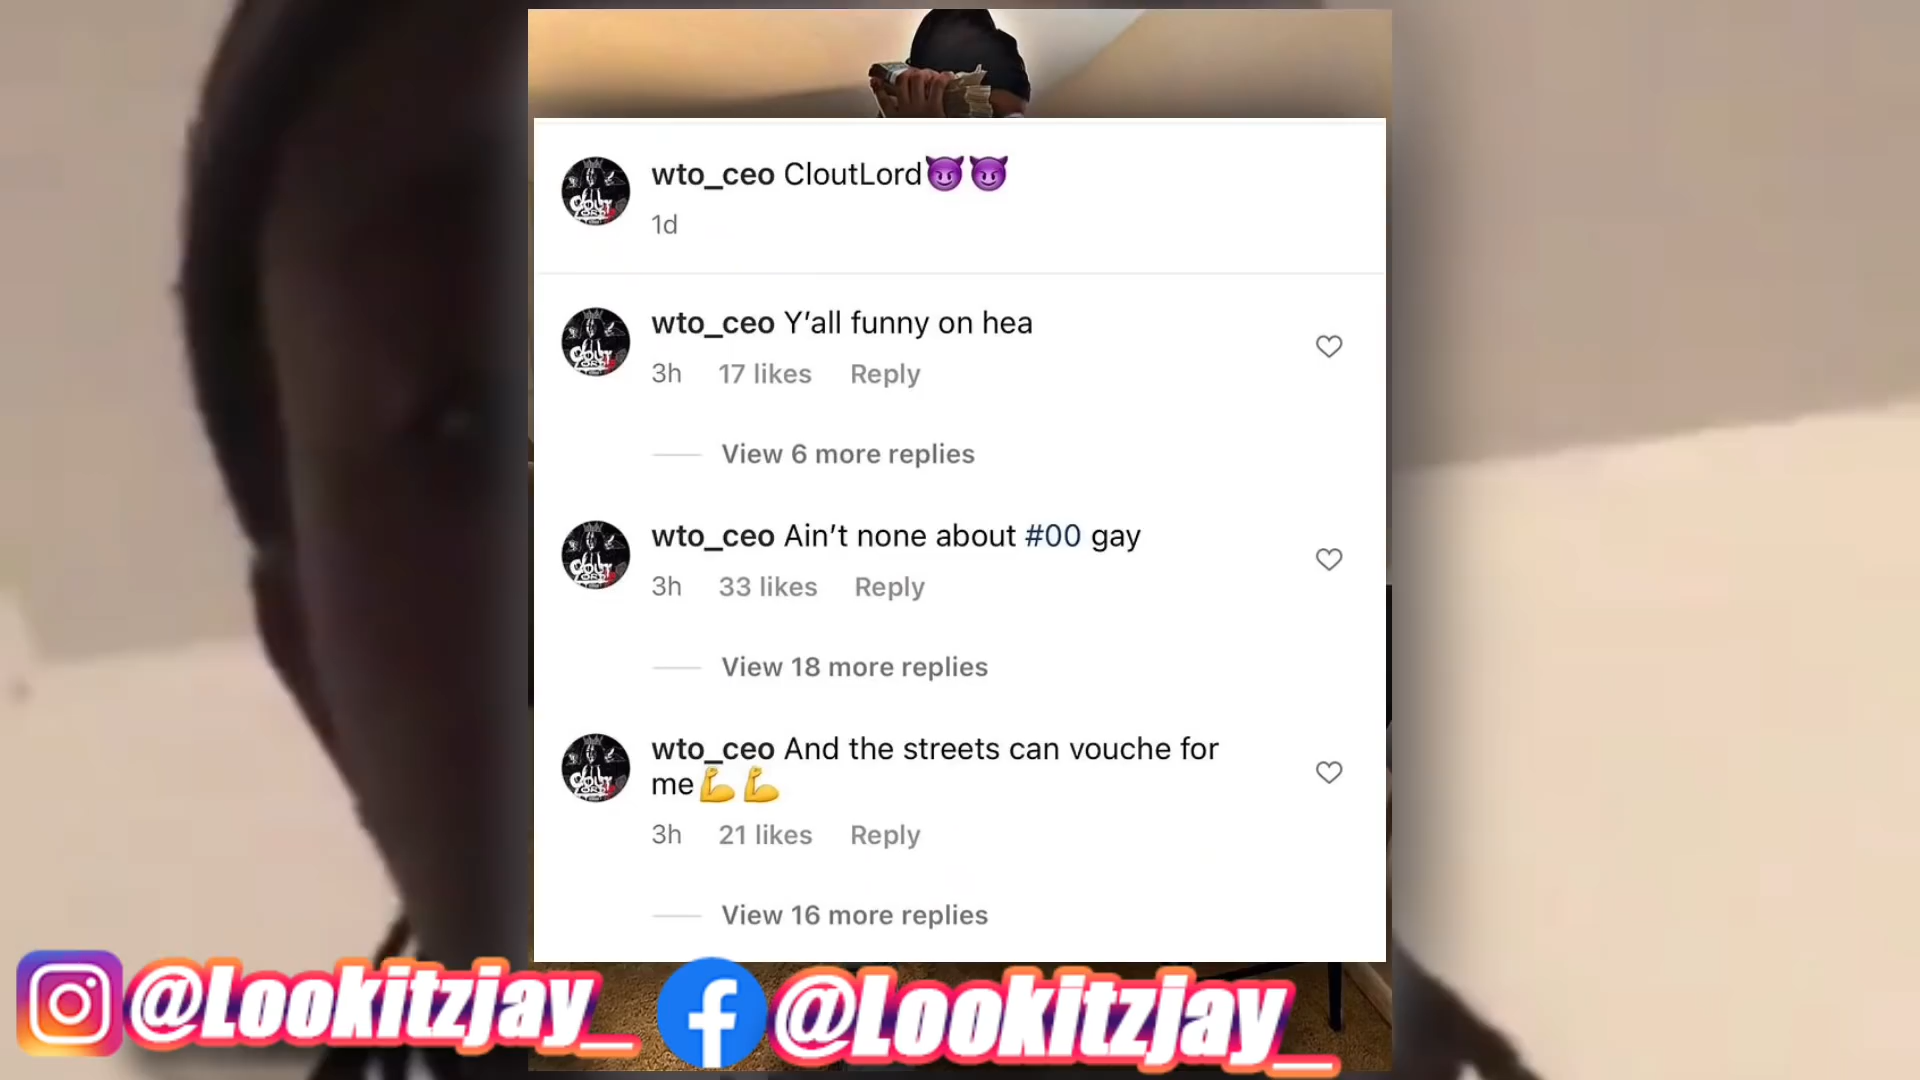 wto_ceo CloutLord😈😈
1d
wto_ceo Y’all funny on hea
3h 17 likes Reply
View 6 more replies
wto_ceo Ain’t none about #00 gay
3h 33 likes Reply
View 18 more replies
wto_ceo And the streets can vouche for
me💪💪
3h 21 likes Reply
View 16 more replies
@Lookitzjay_ @Lookitzjay_